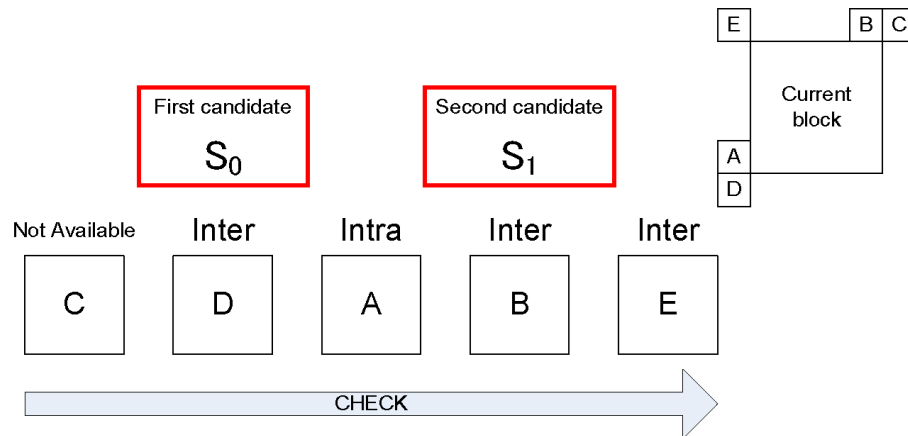 E
B
C
Current
block
A
D
First candidate
S0
Second candidate
S1
Not Available
Inter
Intra
Inter
Inter
C
D
A
B
E
CHECK